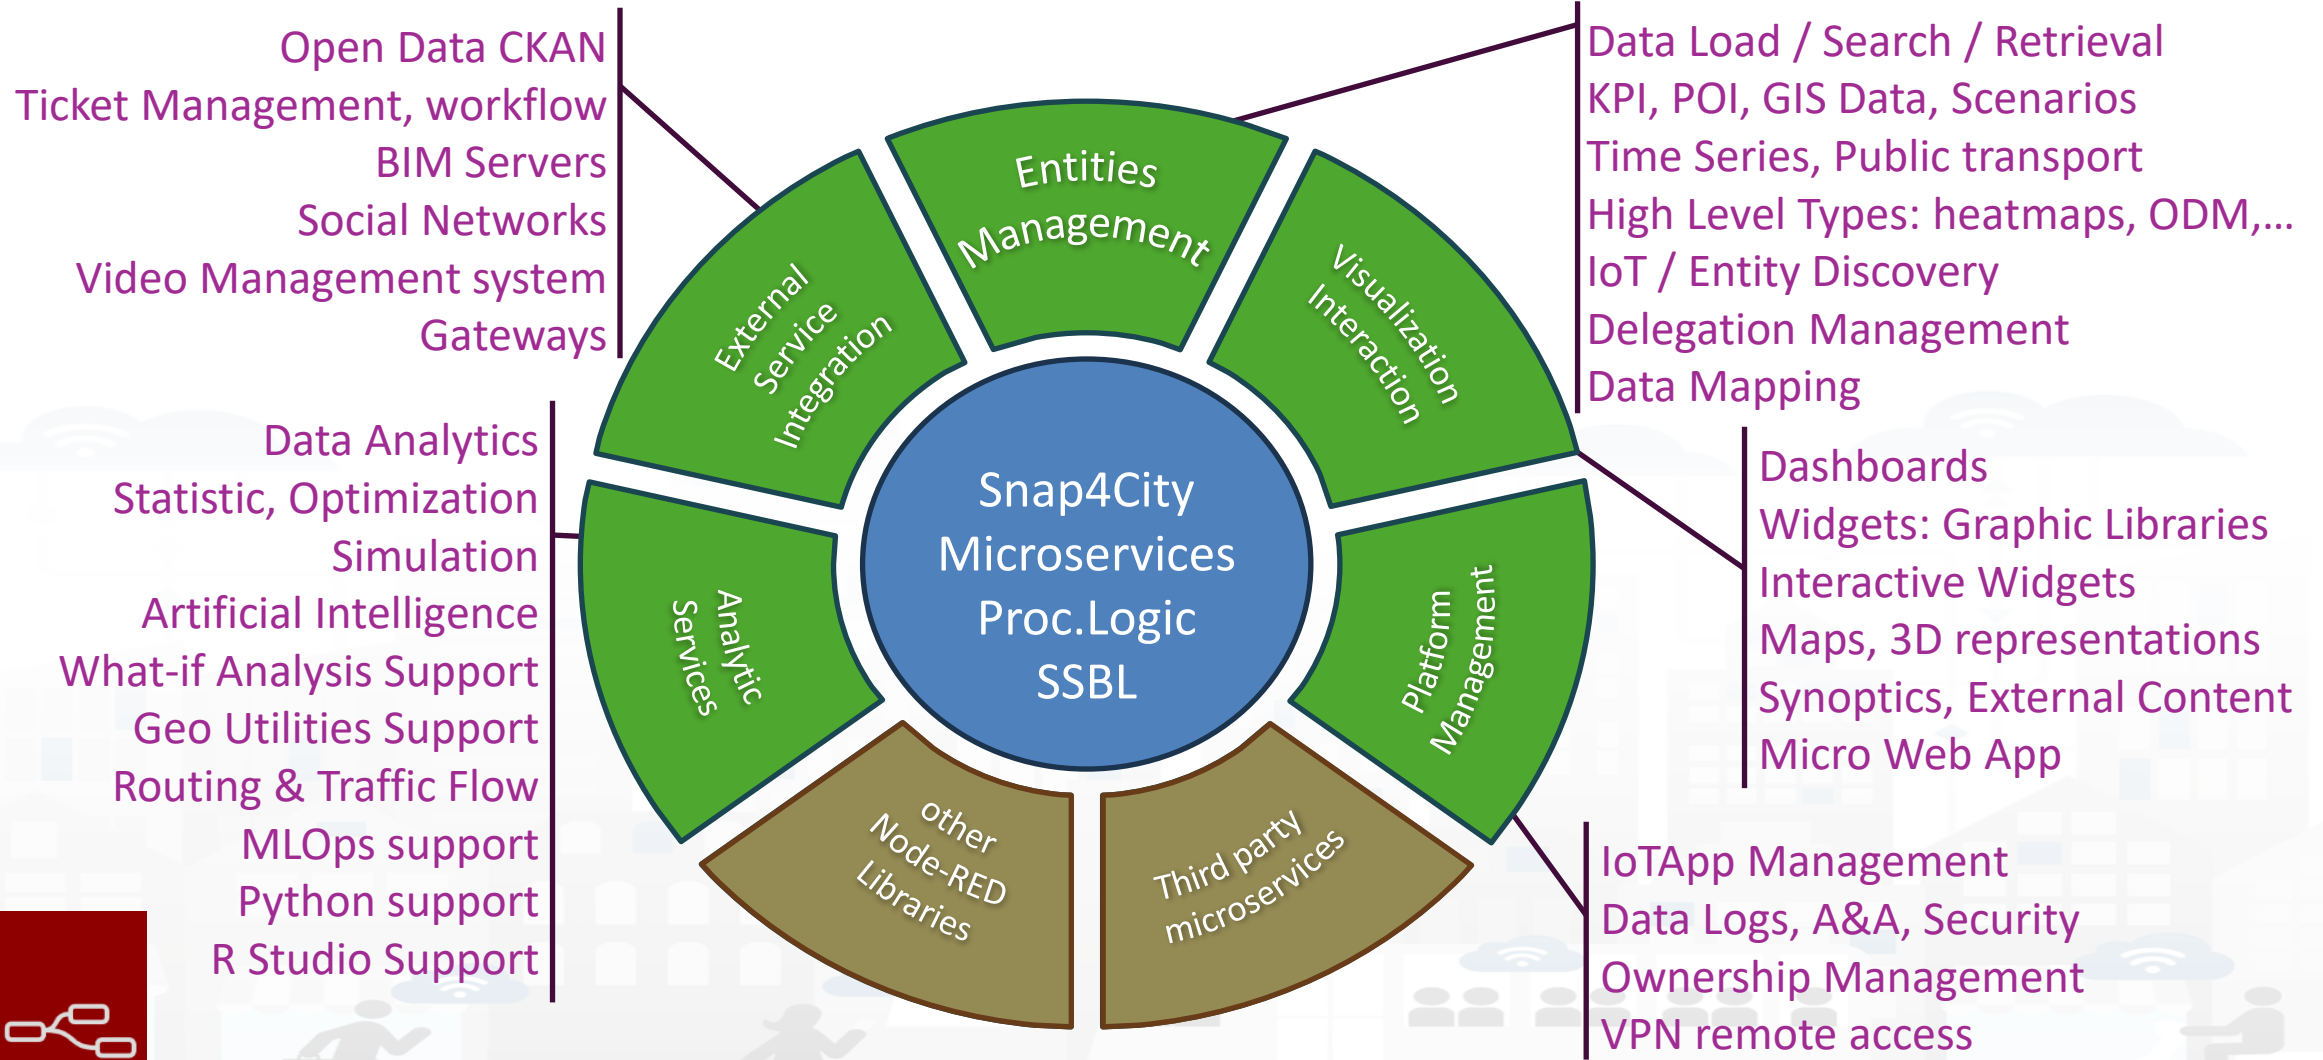 Open Data CKAN
Ticket Management, workflow
BIM Servers
Social Networks
Video Management system
Gateways
Data Analytics
Statistic, Optimization
Simulation
Artificial Intelligence
What-if Analysis Support
Geo Utilities Support
Routing & Traffic Flow
MLOps support
Python support
R Studio Support
Entities
Management
External
Service
Integration
Visualization
Interaction
Analytic
Services
Platform
Management
other
Node-RED
Libraries
Third party
microservices
Snap4City
Microservices
Proc.Logic
SSBL
Data Load / Search / Retrieval
KPI, POI, GIS Data, Scenarios
Time Series, Public transport
High Level Types: heatmaps, ODM,...
IoT / Entity Discovery
Delegation Management
Data Mapping
Dashboards
Widgets: Graphic Libraries
Interactive Widgets
Maps, 3D representations
Synoptics, External Content
Micro Web App
IoTApp Management
Data Logs, A&A, Security
Ownership Management
VPN remote access